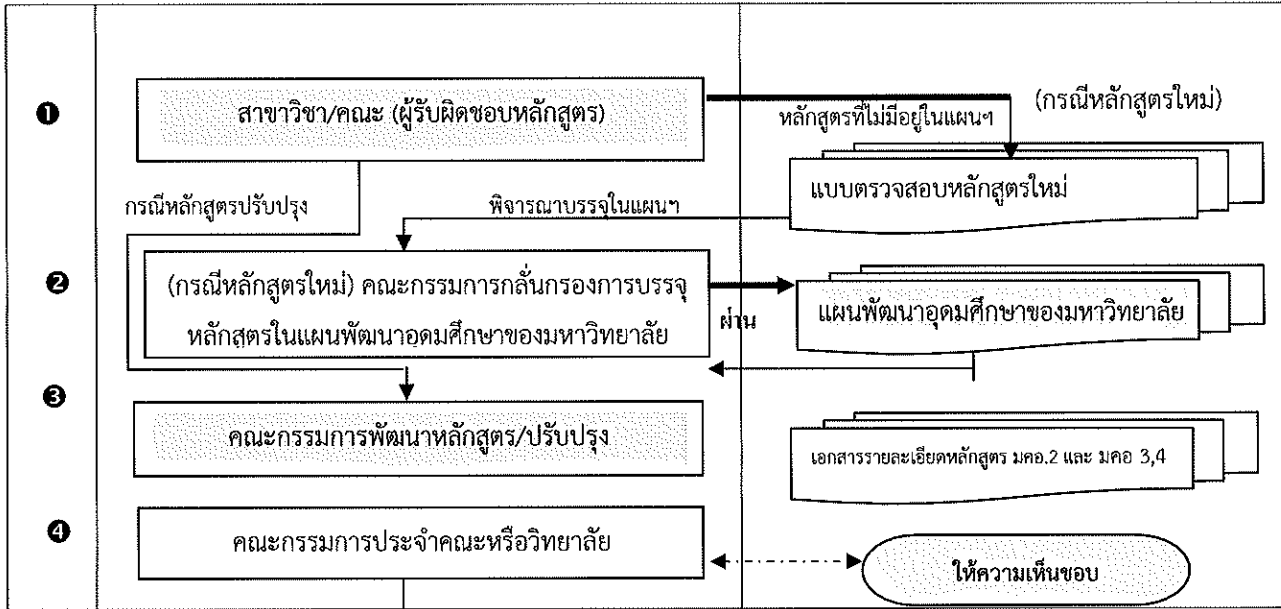 ❶
สาขาวิชา/คณะ (ผู้รับผิดชอบหลักสูตร)
(กรณีหลักสูตรใหม่)
หลักสูตรที่ไม่มีอยู่ในแผนฯ
แบบตรวจสอบหลักสูตรใหม่
กรณีหลักสูตรปรับปรุง
พิจารณาบรรจุในแผนฯ
❷
(กรณีหลักสูตรใหม่) คณะกรรมการกลั่นกรองการบรรจุ
หลักสูตรในแผนพัฒนาอุดมศึกษาของมหาวิทยาลัย
ผ่าน
แผนพัฒนาอุดมศึกษาของมหาวิทยาลัย
❸
คณะกรรมการพัฒนาหลักสูตร/ปรับปรุง
เอกสารรายละเอียดหลักสูตร มคอ.2 และ มคอ 3,4
❹
คณะกรรมการประจำคณะหรือวิทยาลัย
ให้ความเห็นชอบ